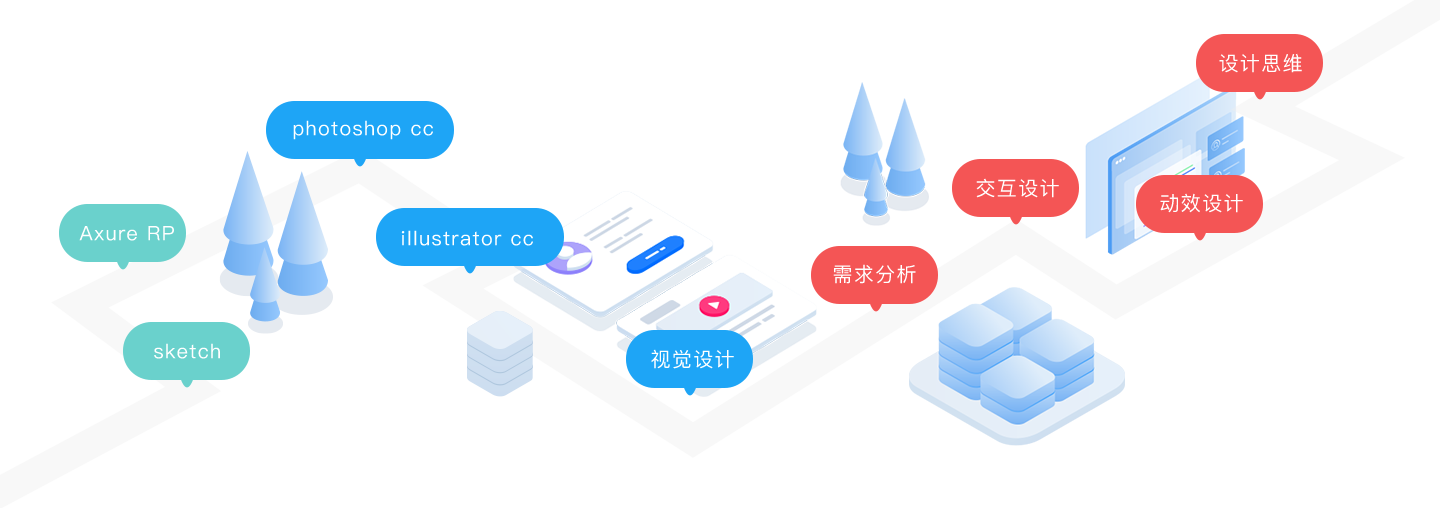 设计思维
photoshop cc
交互设计
动效设计
Axure RP
illustrator cc
需求分析
sketch
视觉设计